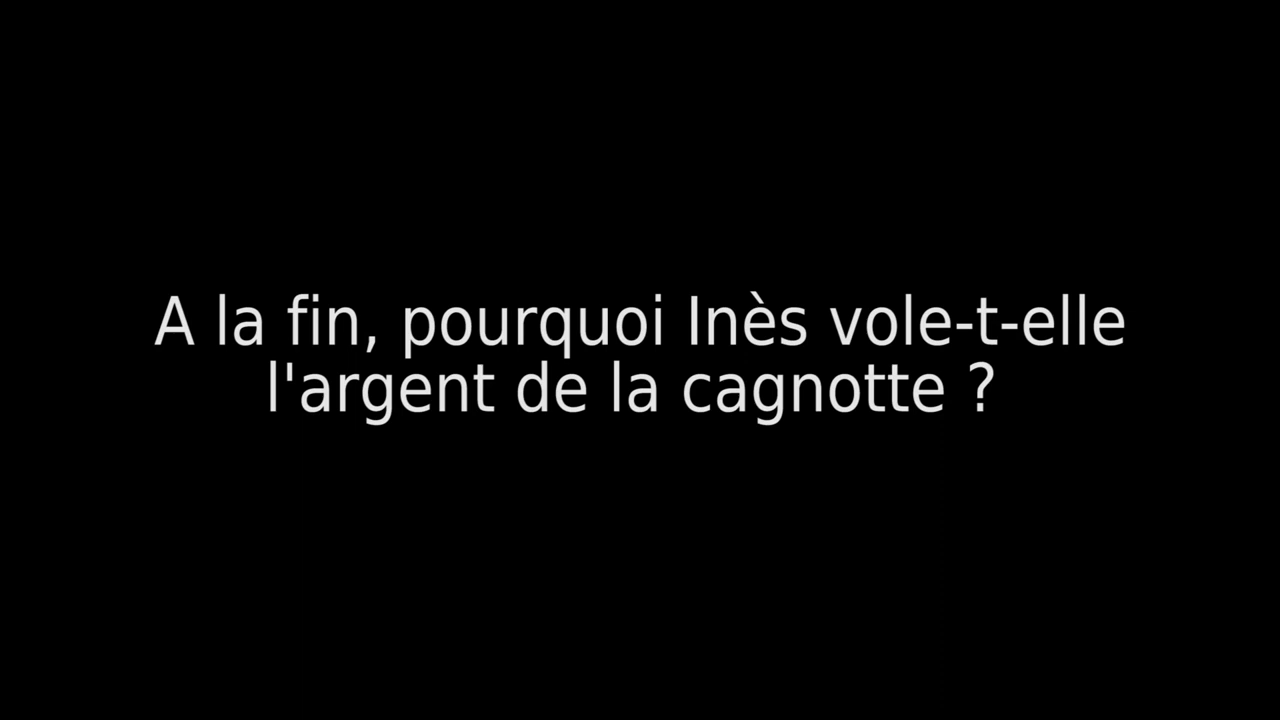 A la fin, pourquoi Inès vole-t-elle
l'argent de la cagnotte ?